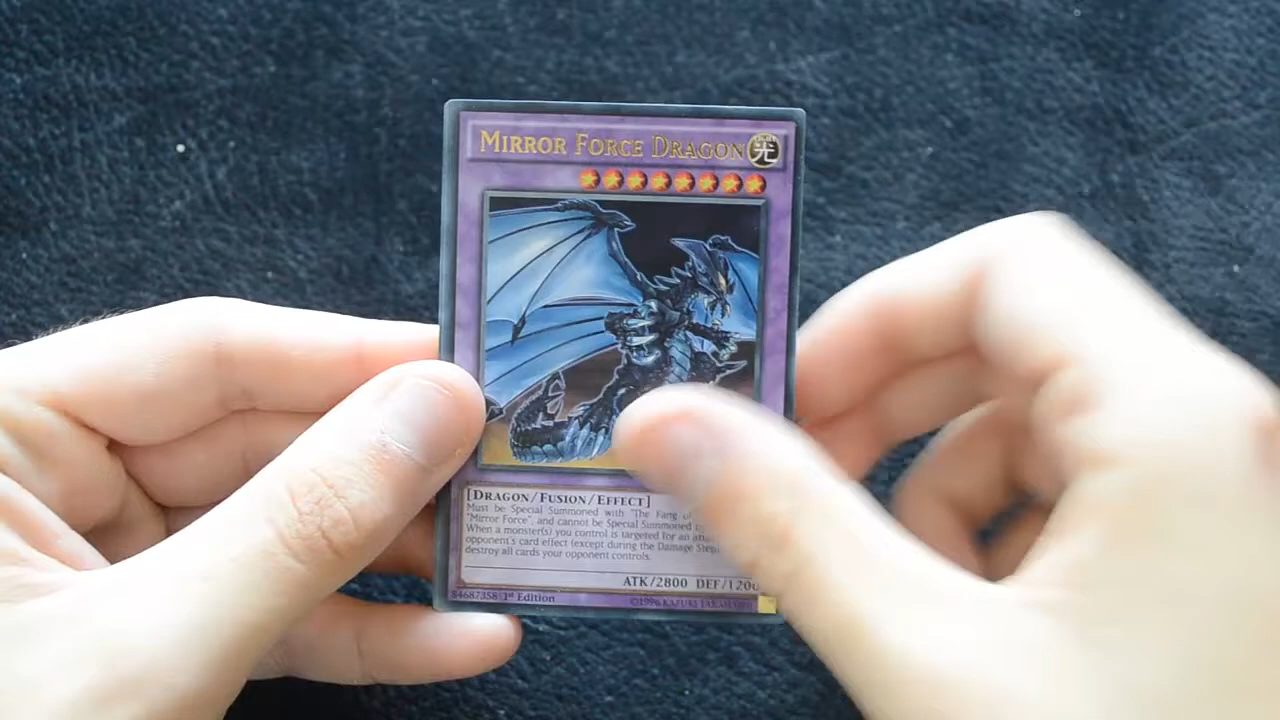 MIRROR FORCE DRAGON
LIGHT
光
[DRAGON/FUSION/EFFECT]
Must be Special Summoned with "The Fang of
"Mirror Force", and cannot be Special Summoned
When a monster(s) you control is targeted for an
opponent's card effect (except during the Damage Step
destroy all cards your opponent controls.
ATK/2800 DEF/1200
84687358 1st Edition
©1996 KAZUKI TAKAHASHI